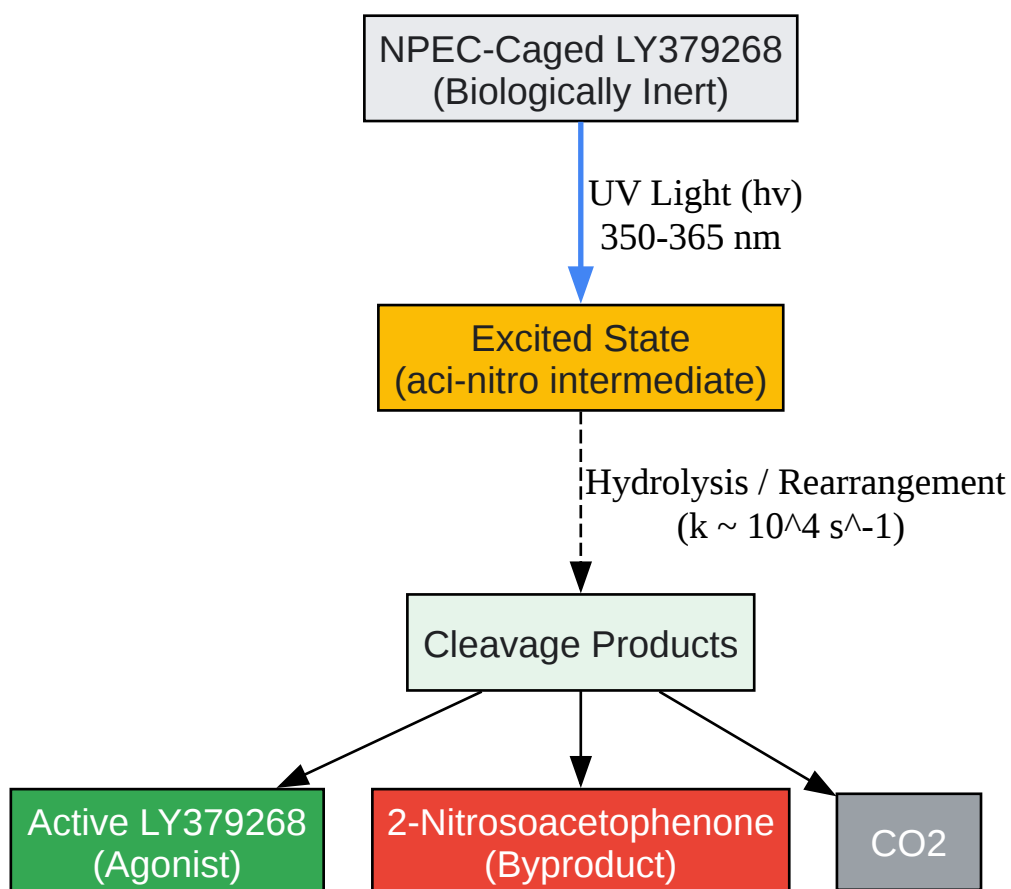 NPEC-Caged LY379268
(Biologically Inert)
UV Light (hv)
350-365 nm
Excited State
(aci-nitro intermediate)
Hydrolysis / Rearrangement
(k ~ 10^4 s^-1)
Cleavage Products
Active LY379268
(Agonist)
2-Nitrosoacetophenone
(Byproduct)
CO2